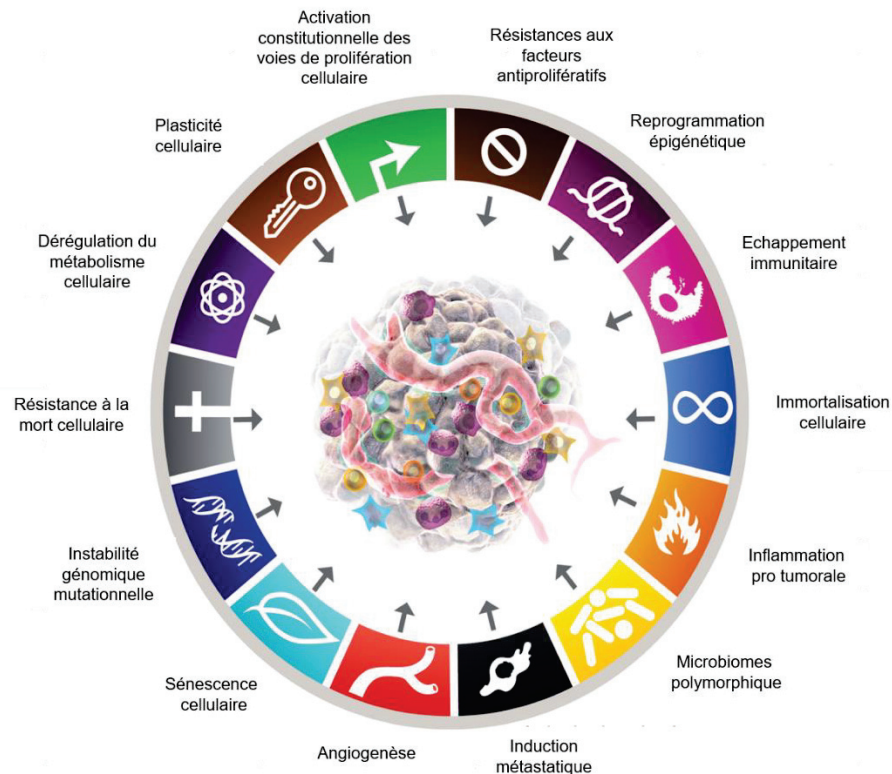 Activation
constitutionnelle des
voies de prolifération
cellulaire
Résistances aux
facteurs
antiprolifératifs
Reprogrammation
épigénétique
Echappement
immunitaire
Immortalisation
cellulaire
Inflammation
pro tumorale
Microbiomes
polymorphique
Induction
métastatique
Angiogenèse
Sénescence
cellulaire
Instabilité
génomique
mutationnelle
Résistance à la
mort cellulaire
Dérégulation du
métabolisme
cellulaire
Plasticité
cellulaire